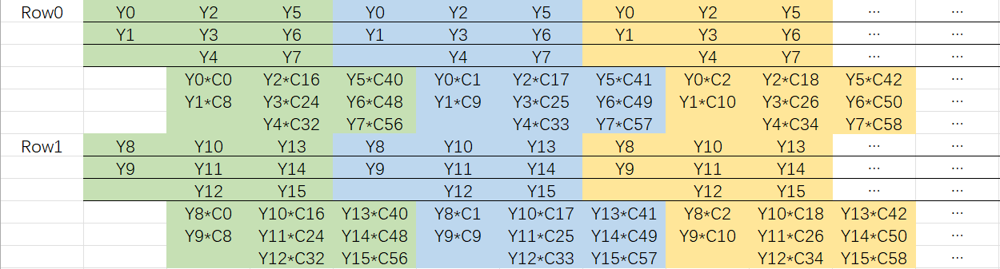 Row0 Y0 Y2 Y5 Y0 Y2 Y5 Y0 Y2 Y5 ... ...
Y1 Y3 Y6 Y1 Y3 Y6 Y1 Y3 Y6 ... ...
Y4 Y7 Y4 Y7 Y4 Y7 ... ...
Y0*C0 Y2*C16 Y5*C40 Y0*C1 Y2*C17 Y5*C41 Y0*C2 Y2*C18 Y5*C42 ...
Y1*C8 Y3*C24 Y6*C48 Y1*C9 Y3*C25 Y6*C49 Y1*C10 Y3*C26 Y6*C50 ...
Y4*C32 Y7*C56 Y4*C33 Y7*C57 Y4*C34 Y7*C58 ...
Row1 Y8 Y10 Y13 Y8 Y10 Y13 Y8 Y10 Y13 ... ...
Y9 Y11 Y14 Y9 Y11 Y14 Y9 Y11 Y14 ... ...
Y12 Y15 Y12 Y15 Y12 Y15 ... ...
Y8*C0 Y10*C16 Y13*C40 Y8*C1 Y10*C17 Y13*C41 Y8*C2 Y10*C18 Y13*C42 ...
Y9*C8 Y11*C24 Y14*C48 Y9*C9 Y11*C25 Y14*C49 Y9*C10 Y11*C26 Y14*C50 ...
Y12*C32 Y15*C56 Y12*C33 Y15*C57 Y12*C34 Y15*C58 ...